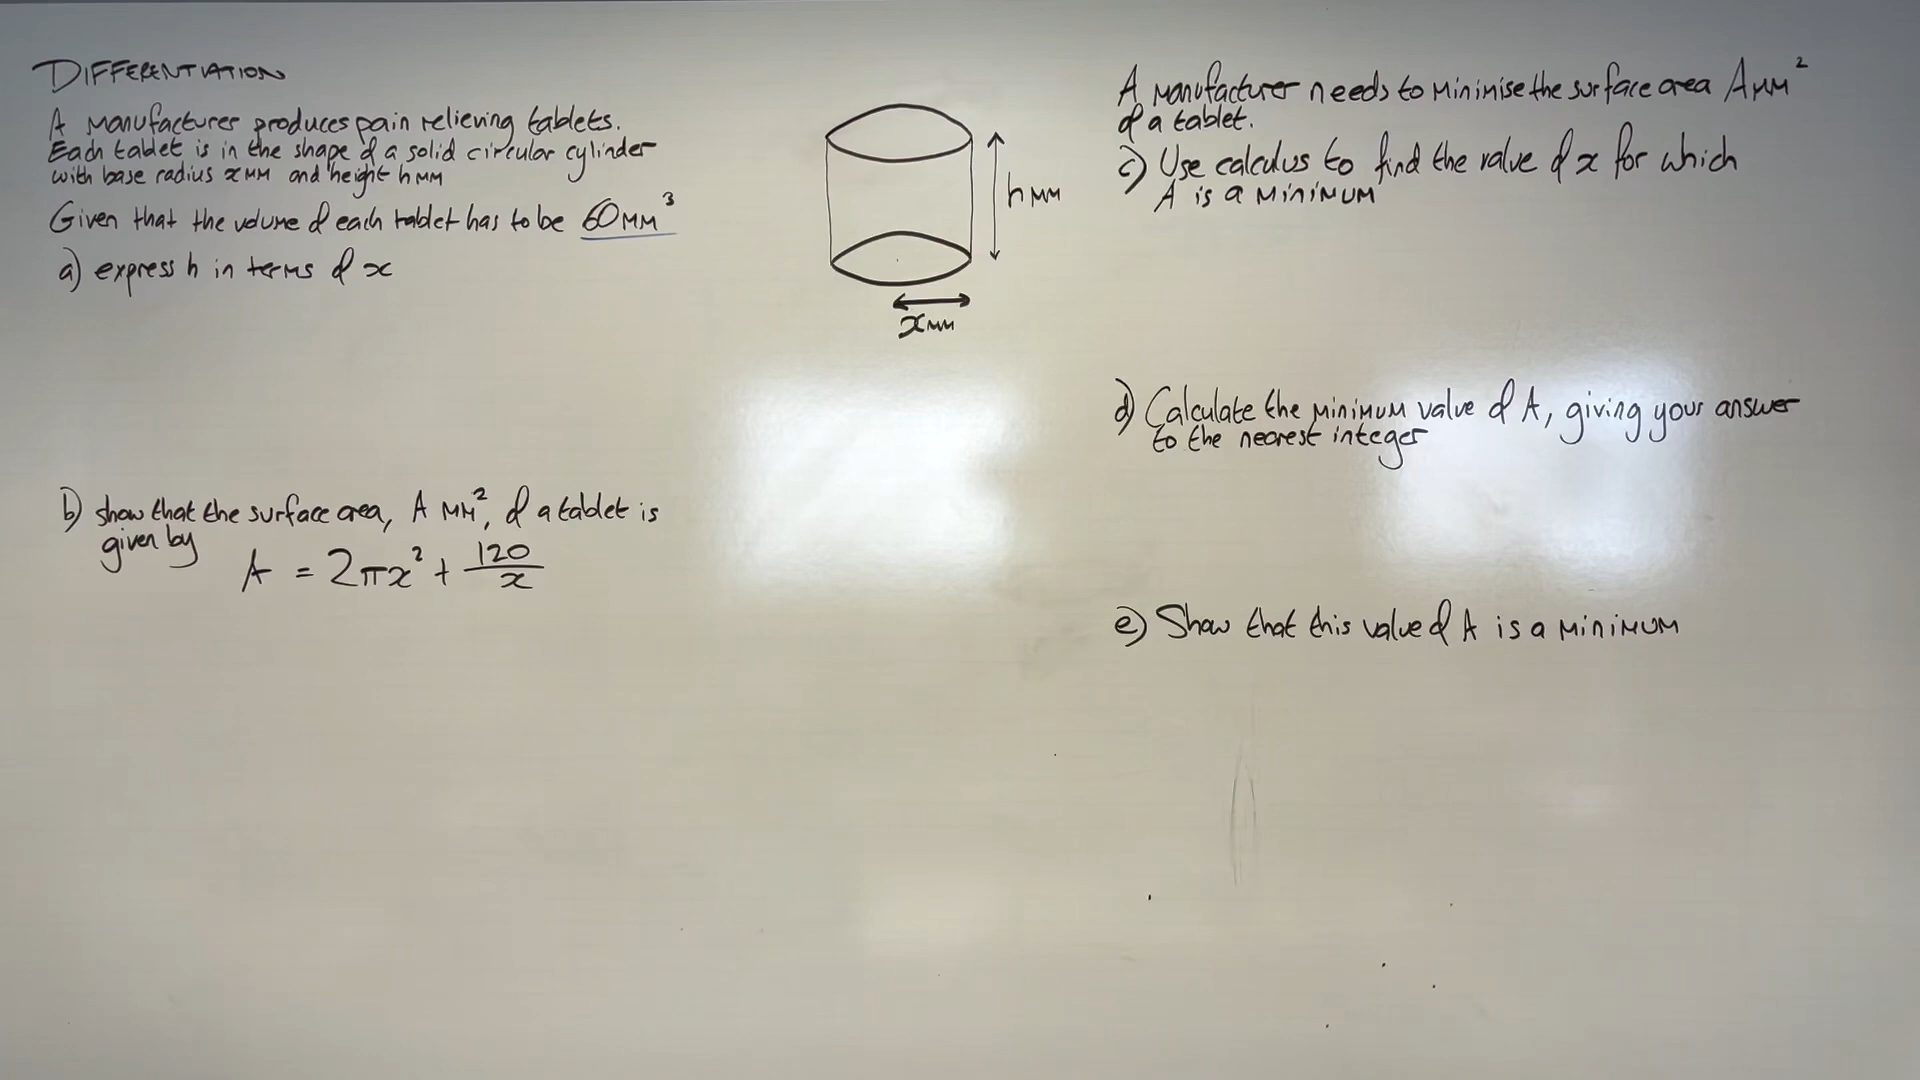 DIFFERENTIATION
A manufacturer produces pain relieving tablets.
Each tablet is in the shape of a solid circular cylinder
with base radius x mm and height h mm
Given that the volume of each tablet has to be 60 mm³
a) express h in terms of x
h mm
x mm
b) show that the surface area, A mm², of a tablet is
given by
A = 2πx² + 120/x
A manufacturer needs to minimise the surface area A mm²
of a tablet.
c) Use calculus to find the value of x for which
A is a minimum
d) Calculate the minimum value of A, giving your answer
to the nearest integer
e) Show that this value of A is a minimum